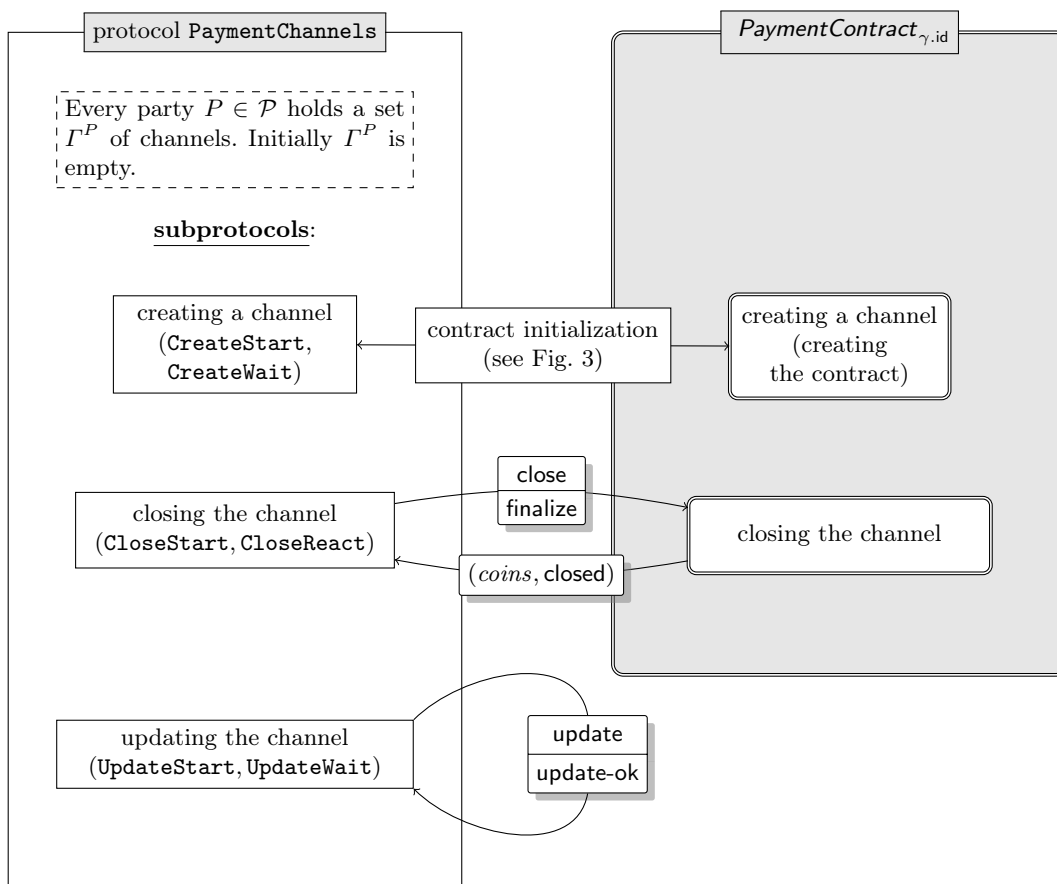 protocol PaymentChannels
PaymentContract_γ.id
Every party P ∈ 𝒫 holds a set
Γ^P of channels. Initially Γ^P is
empty.
subprotocols:
creating a channel
(CreateStart,
CreateWait)
contract initialization
(see Fig. 3)
creating a channel
(creating
the contract)
close
finalize
closing the channel
(CloseStart, CloseReact)
closing the channel
(coins, closed)
update
updating the channel
(UpdateStart, UpdateWait)
update-ok